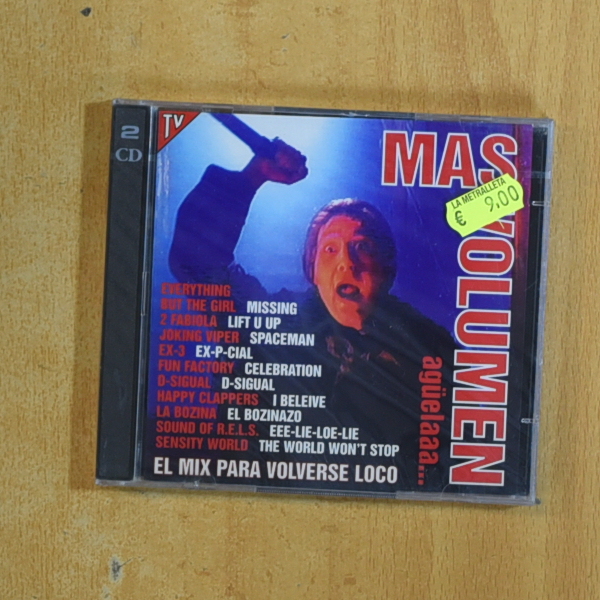 2
CD
TV
MAS
VOLUMEN
LA METRALLETA
€ 9,00
agüelaaa...
EVERYTHING
BUT THE GIRL MISSING
2 FABIOLA LIFT U UP
JOKING VIPER SPACEMAN
EX-3 EX-P-CIAL
FUN FACTORY CELEBRATION
D-SIGUAL D-SIGUAL
HAPPY CLAPPERS I BELEIVE
LA BOZINA EL BOZINAZO
SOUND OF R.E.L.S. EEE-LIE-LOE-LIE
SENSITY WORLD THE WORLD WON'T STOP
EL MIX PARA VOLVERSE LOCO